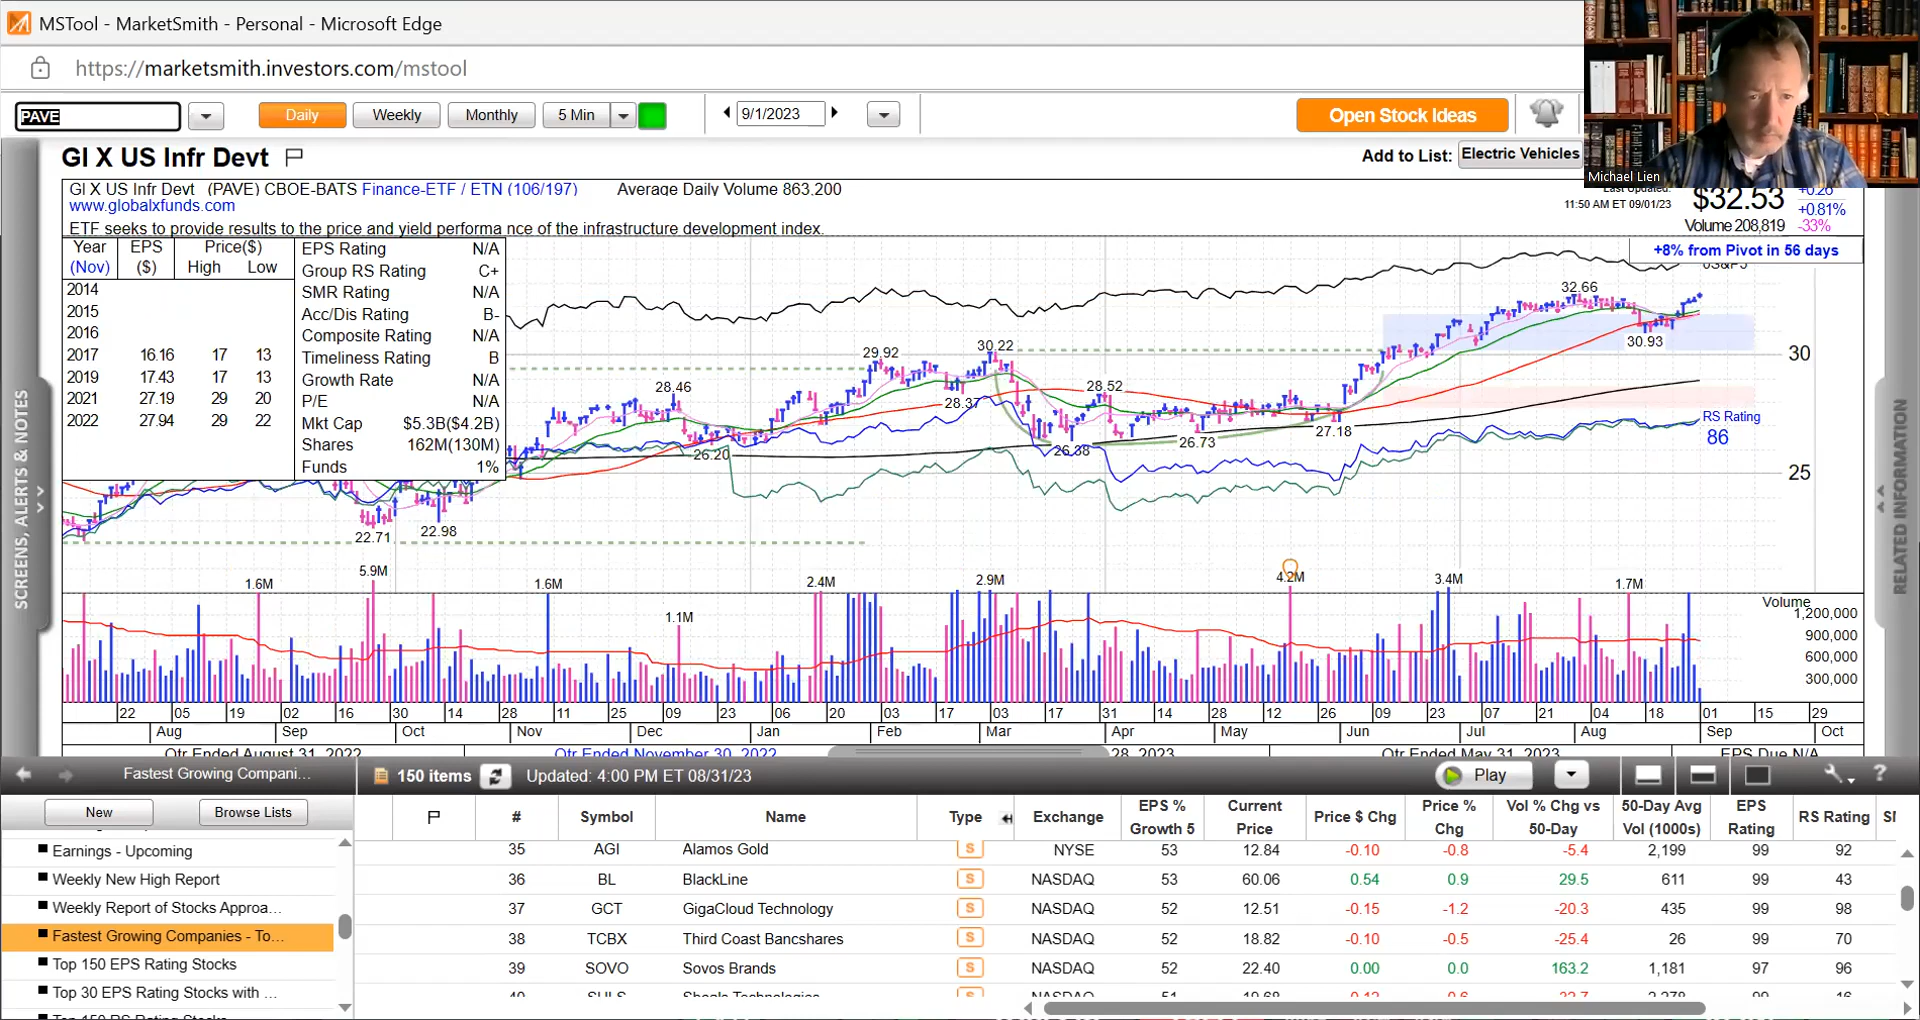 MSTool - MarketSmith - Personal - Microsoft Edge
https://marketsmith.investors.com/mstool
PAVE
Daily
Weekly
Monthly
5 Min
9/1/2023
Open Stock Ideas
Michael Lien
Gl X US Infr Devt
Add to List:
Electric Vehicles
Gl X US Infr Devt (PAVE) CBOE-BATS Finance-ETF / ETN (106/197) Average Daily Volume 863,200
www.globalxfunds.com
ETF seeks to provide results to the price and yield performa nce of the infrastructure development index.
Last Updated:
11:50 AM ET 09/01/23
$32.53
+0.26
+0.81%
Volume 208,819 -33%
+8% from Pivot in 56 days
Year EPS Price($)
(Nov) ($) High Low
2014
2015
2016
2017 16.16 17 13
2019 17.43 17 13
2021 27.19 29 20
2022 27.94 29 22
EPS Rating N/A
Group RS Rating C+
SMR Rating N/A
Acc/Dis Rating B-
Composite Rating N/A
Timeliness Rating B
Growth Rate N/A
P/E N/A
Mkt Cap $5.3B($4.2B)
Shares 162M(130M)
Funds 1%
32.66
30.93
30.22
29.92
28.46
28.37
28.52
26.20
26.38
26.73
27.18
22.71
22.98
30
25
RS Rating
86
5.9M
1.6M
1.6M
1.1M
2.4M
2.9M
4.2M
3.4M
1.7M
Volume
1,200,000
900,000
600,000
300,000
22 05 19 02 16 30 14 28 11 25 09 23 06 20 03 17 03 17 31 14 28 12 26 09 23 07 21 04 18 01 15 29
Aug Sep Oct Nov Dec Jan Feb Mar Apr May Jun Jul Aug Sep Oct
Qtr Ended August 31, 2022
Qtr Ended November 30, 2022
28, 2023
Qtr Ended May 31, 2023
EPS Due N/A
SCREENS, ALERTS & NOTES
RELATED INFORMATION
Fastest Growing Compani...
150 items
Updated: 4:00 PM ET 08/31/23
Play
?
New
Browse Lists
Earnings - Upcoming
Weekly New High Report
Weekly Report of Stocks Approa...
Fastest Growing Companies - To...
Top 150 EPS Rating Stocks
Top 30 EPS Rating Stocks with ...
Top 150 RS Rating Stocks
# Symbol Name Type Exchange EPS % Growth 5 Current Price Price $ Chg Price % Chg Vol % Chg vs 50-Day 50-Day Avg Vol (1000s) EPS Rating RS Rating
35 AGI Alamos Gold S NYSE 53 12.84 -0.10 -0.8 -5.4 2,199 99 92
36 BL BlackLine S NASDAQ 53 60.06 0.54 0.9 29.5 611 99 43
37 GCT GigaCloud Technology S NASDAQ 52 12.51 -0.15 -1.2 -20.3 435 99 98
38 TCBX Third Coast Bancshares S NASDAQ 52 18.82 -0.10 -0.5 -25.4 26 99 70
39 SOVO Sovos Brands S NASDAQ 52 22.40 0.00 0.0 163.2 1,181 97 96